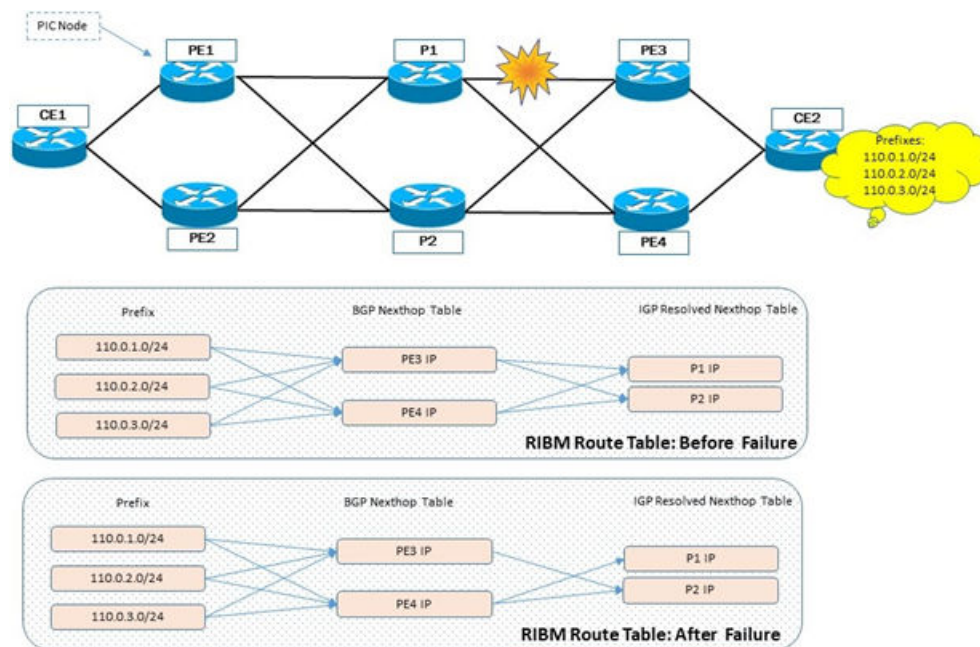 PIC Node
PE1
P1
PE3
CE1
CE2
Prefixes:
110.0.1.0/24
110.0.2.0/24
110.0.3.0/24
PE2
P2
PE4
Prefix
BGP Nexthop Table
IGP Resolved Nexthop Table
110.0.1.0/24
110.0.2.0/24
110.0.3.0/24
PE3 IP
PE4 IP
P1 IP
P2 IP
RIBM Route Table: Before Failure
Prefix
BGP Nexthop Table
IGP Resolved Nexthop Table
110.0.1.0/24
110.0.2.0/24
110.0.3.0/24
PE3 IP
PE4 IP
P1 IP
P2 IP
RIBM Route Table: After Failure